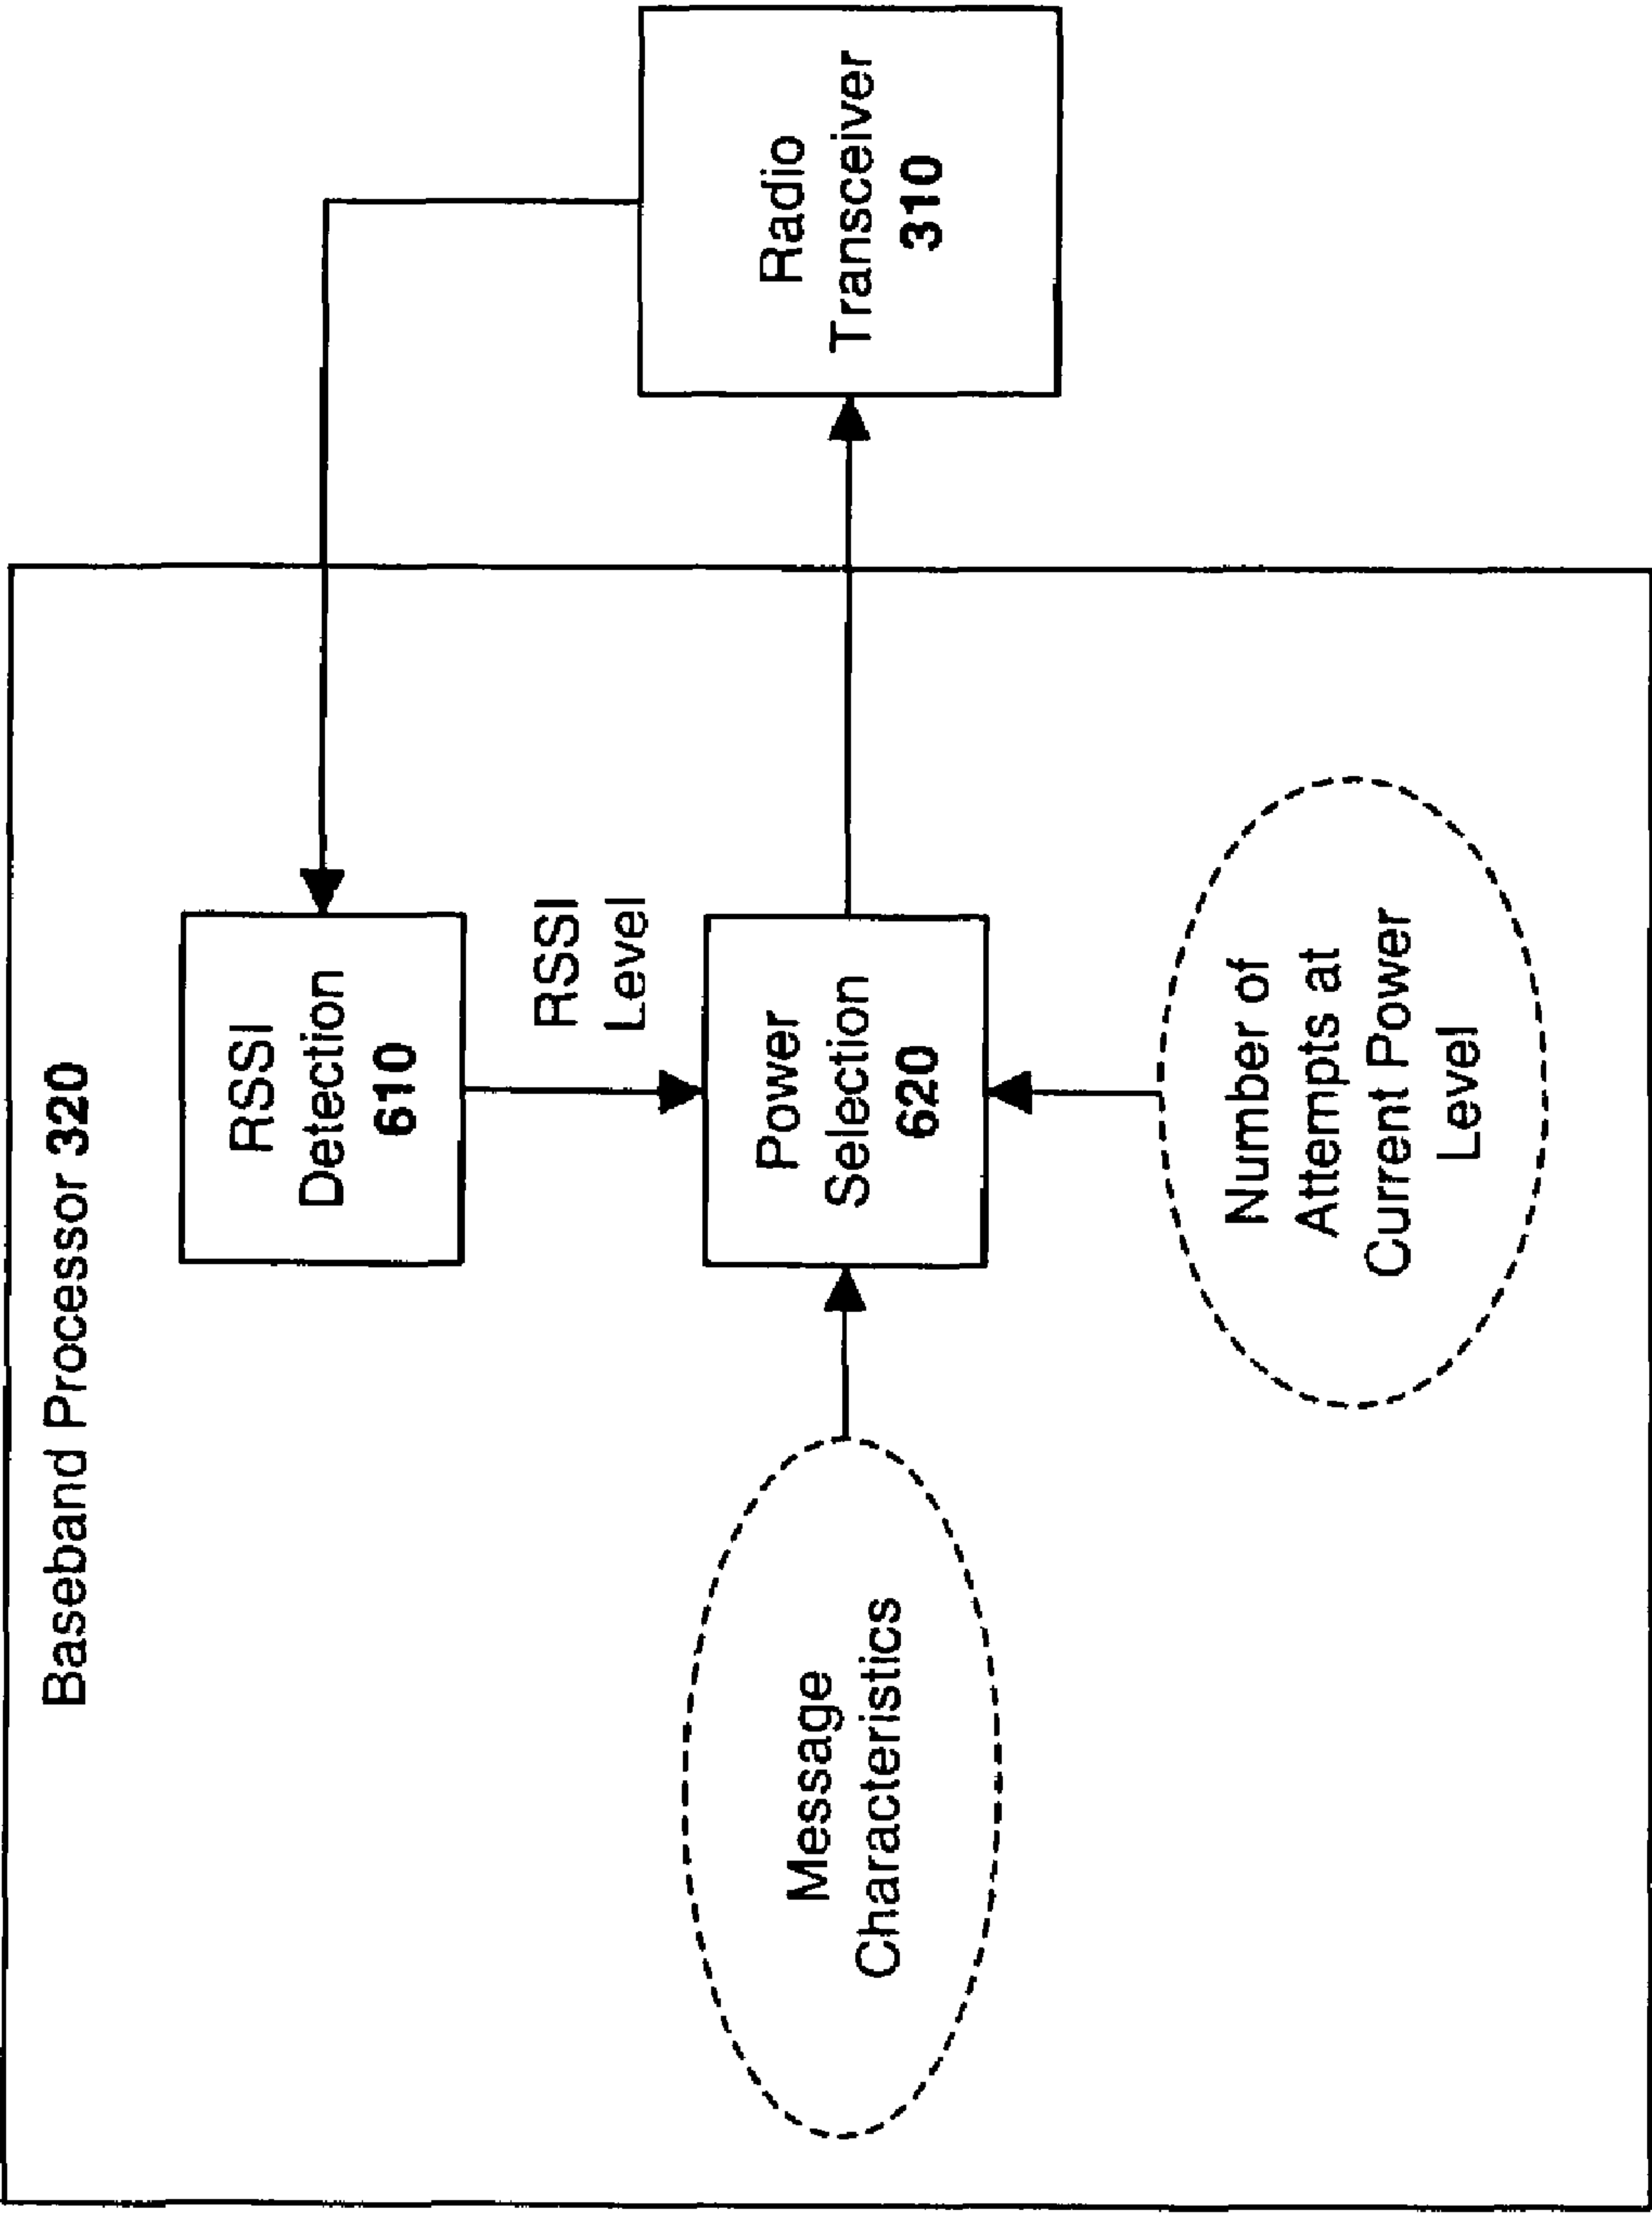 Baseband Processor 320
RSSI
Detection
610
RSSI
Level
Message
Characteristics
Power
Selection
620
Radio
Transceiver
310
Number of
Attempts at
Current Power
Level